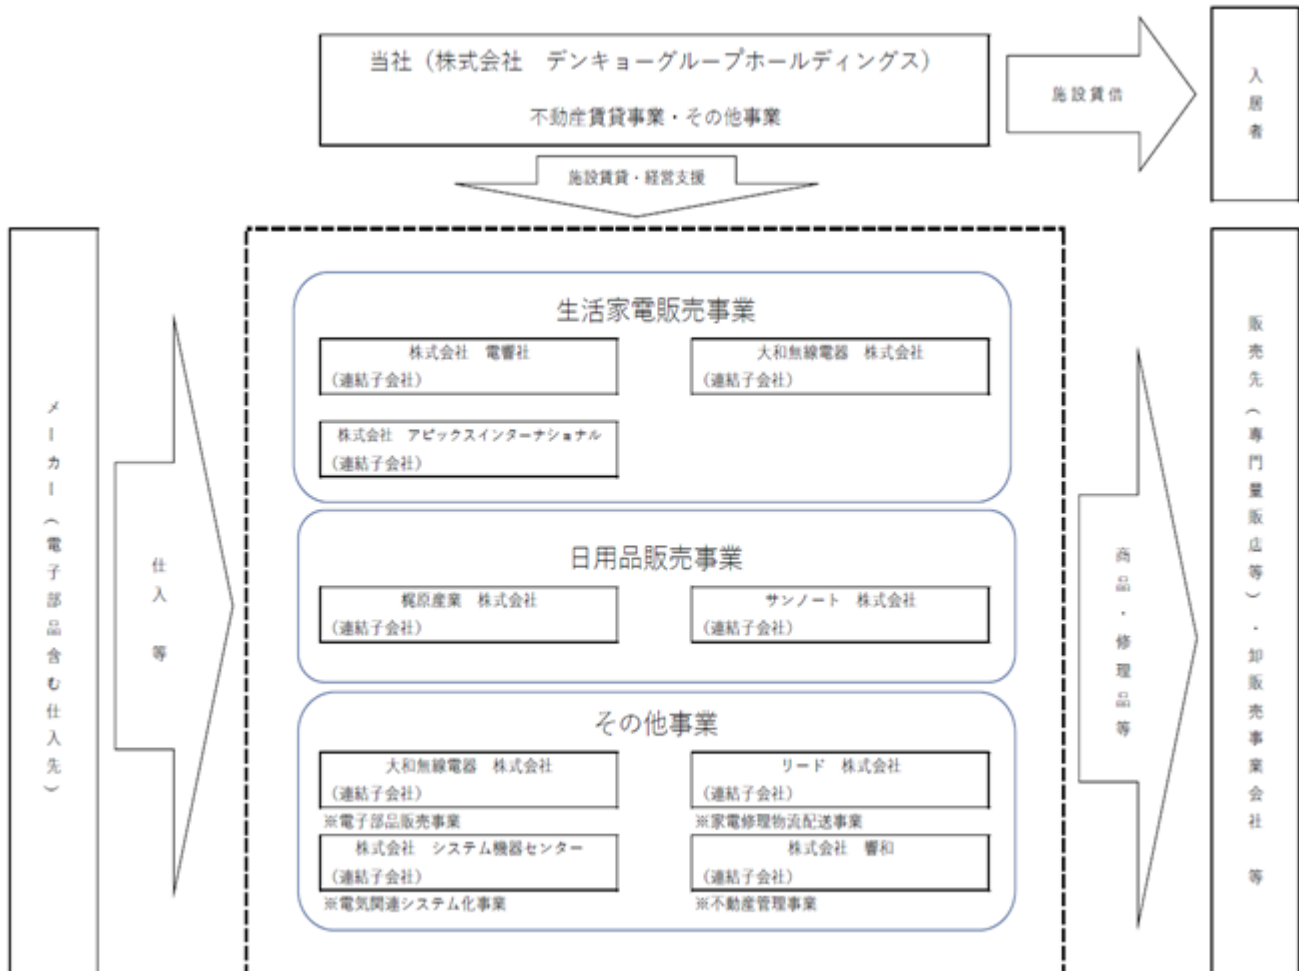 当社（株式会社　デンキョーグループホールディングス）
不動産賃貸事業・その他事業
施設賃借
入居者
施設賃貸・経営支援
メーカー（電子部品含む仕入先）
仕入　等
生活家電販売事業
株式会社　電響社
（連結子会社）
大和無線電器　株式会社
（連結子会社）
株式会社　アピックスインターナショナル
（連結子会社）
日用品販売事業
梶原産業　株式会社
（連結子会社）
サンノート　株式会社
（連結子会社）
その他事業
大和無線電器　株式会社
（連結子会社）
※電子部品販売事業
リード　株式会社
（連結子会社）
※家電修理物流配送事業
株式会社　システム機器センター
（連結子会社）
※電気関連システム化事業
株式会社　響和
（連結子会社）
※不動産管理事業
商品・修理品等
販売先（専門量販店等）・卸販売事業会社　等